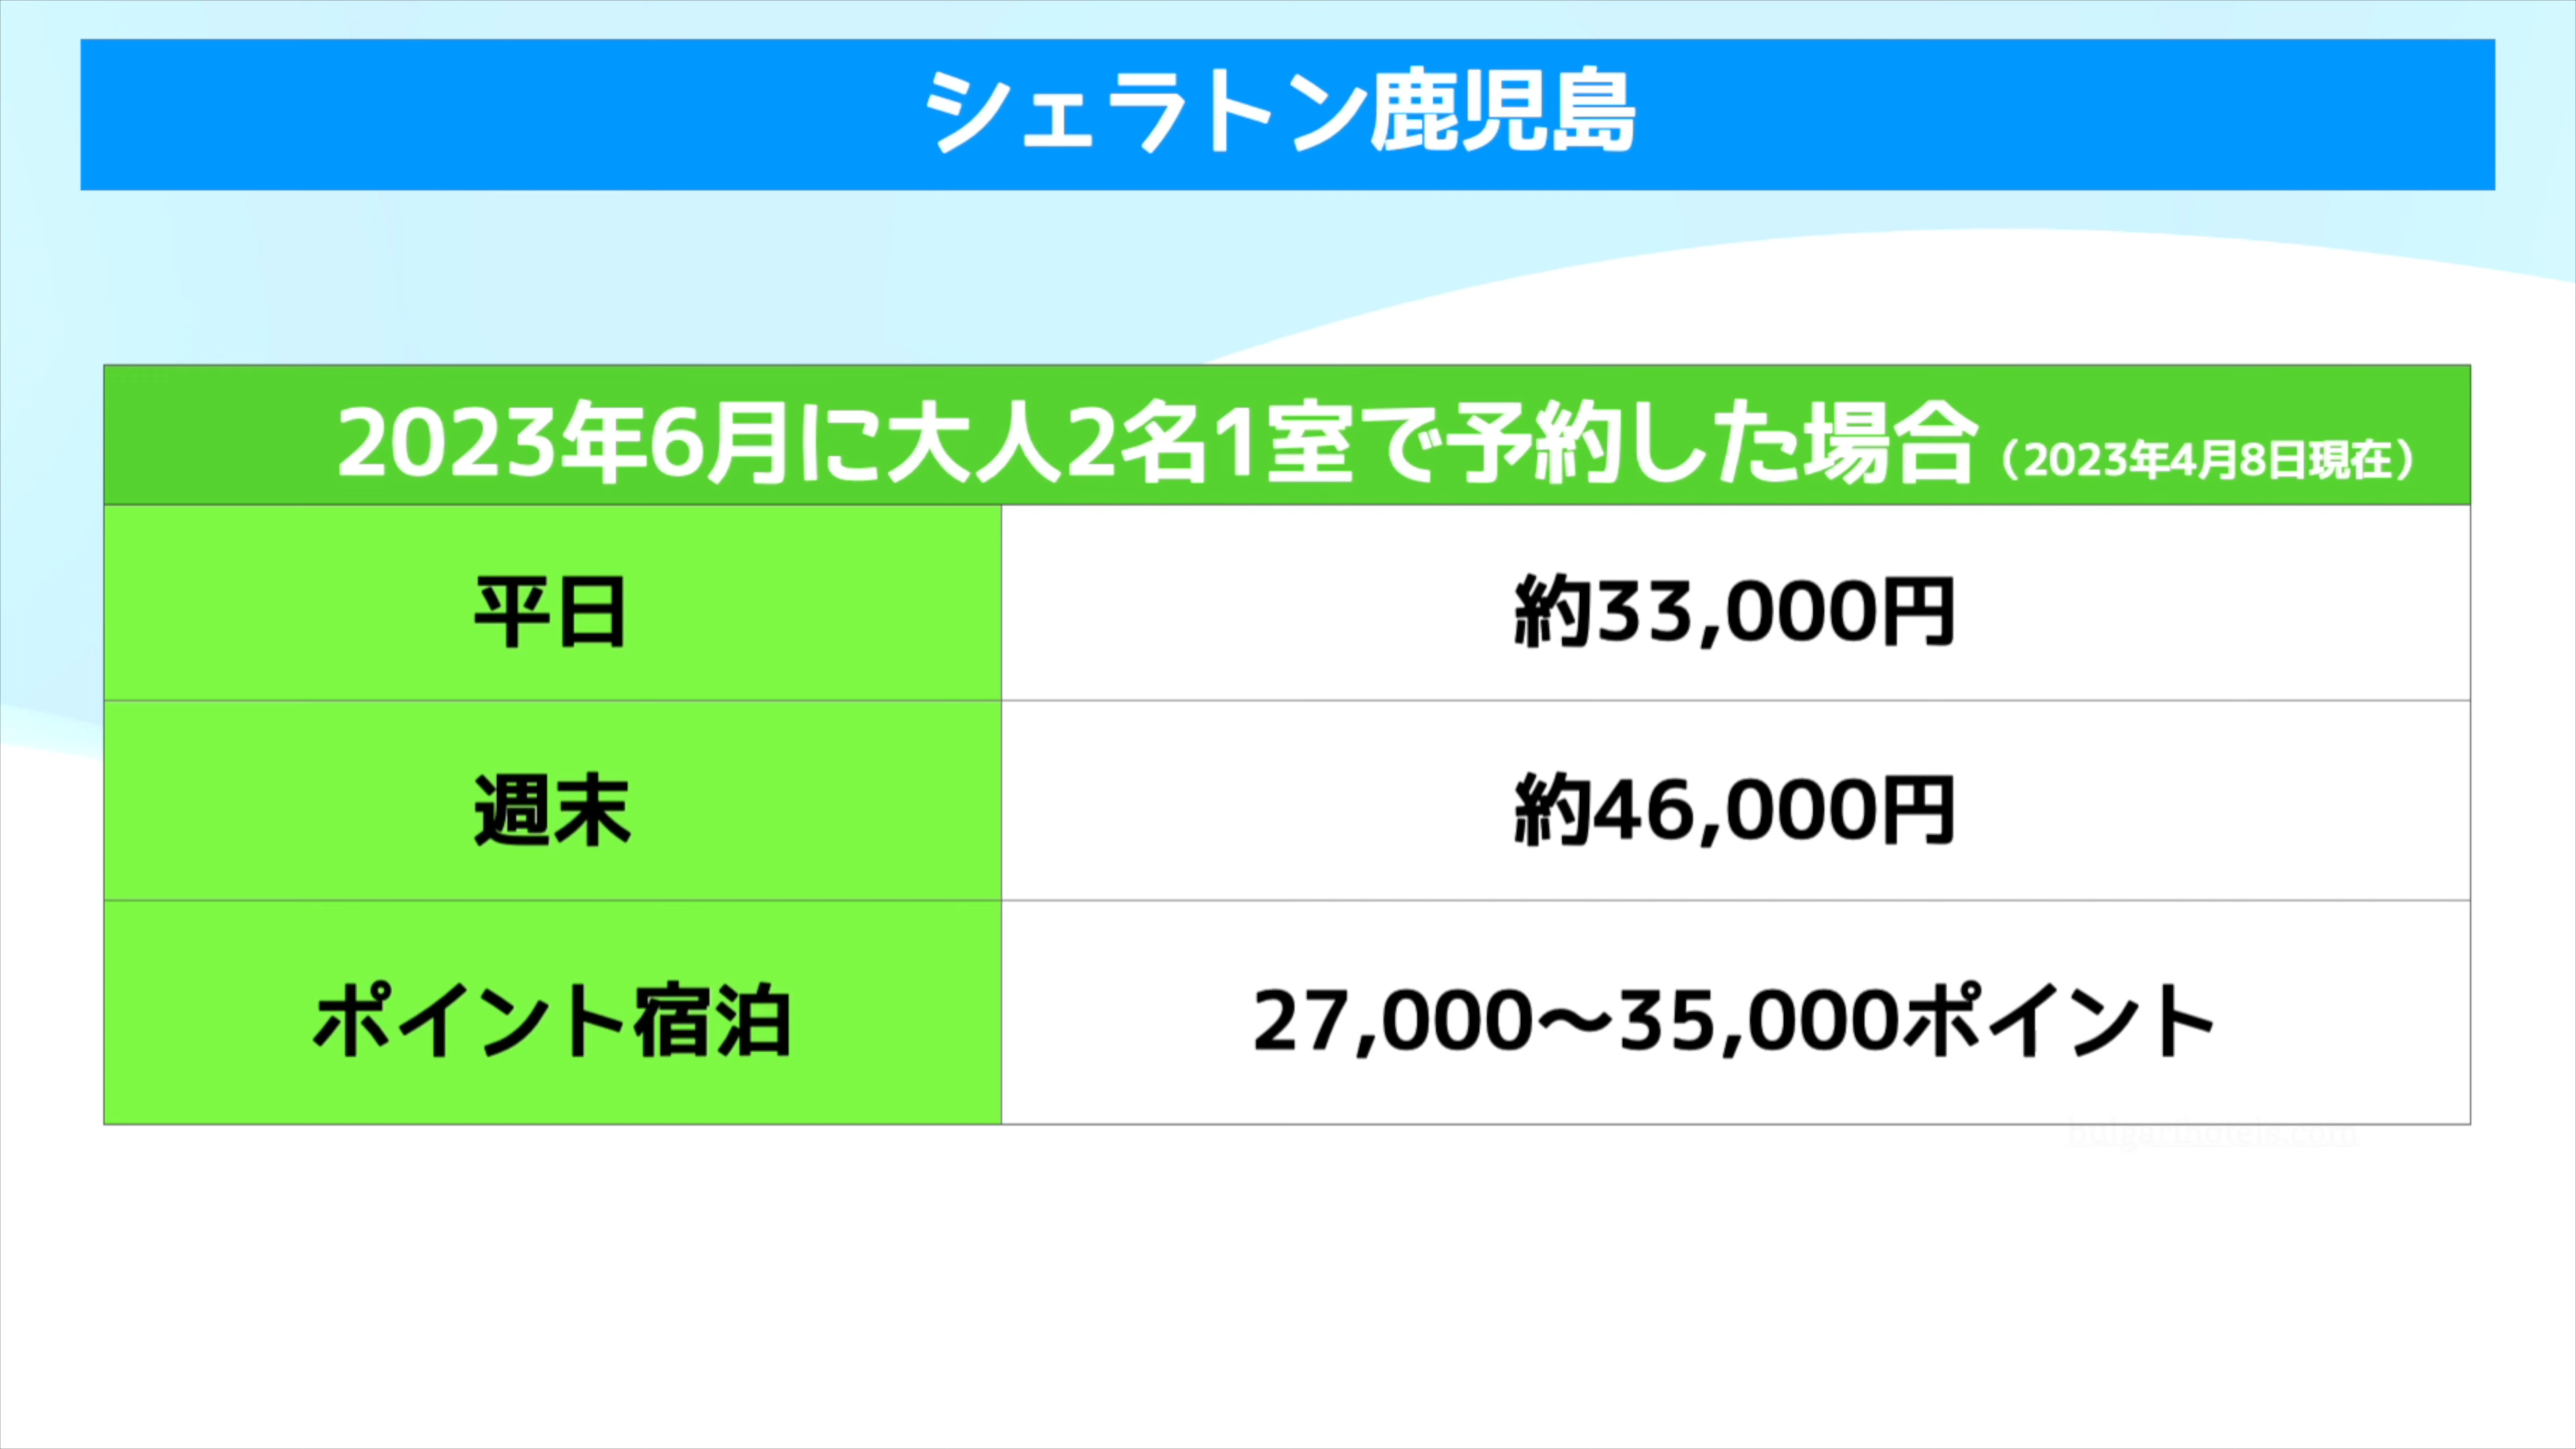 シェラトン鹿児島
2023年6月に大人2名1室で予約した場合（2023年4月8日現在）
平日
約33,000円
週末
約46,000円
ポイント宿泊
27,000〜35,000ポイント
bulgarihotels.com